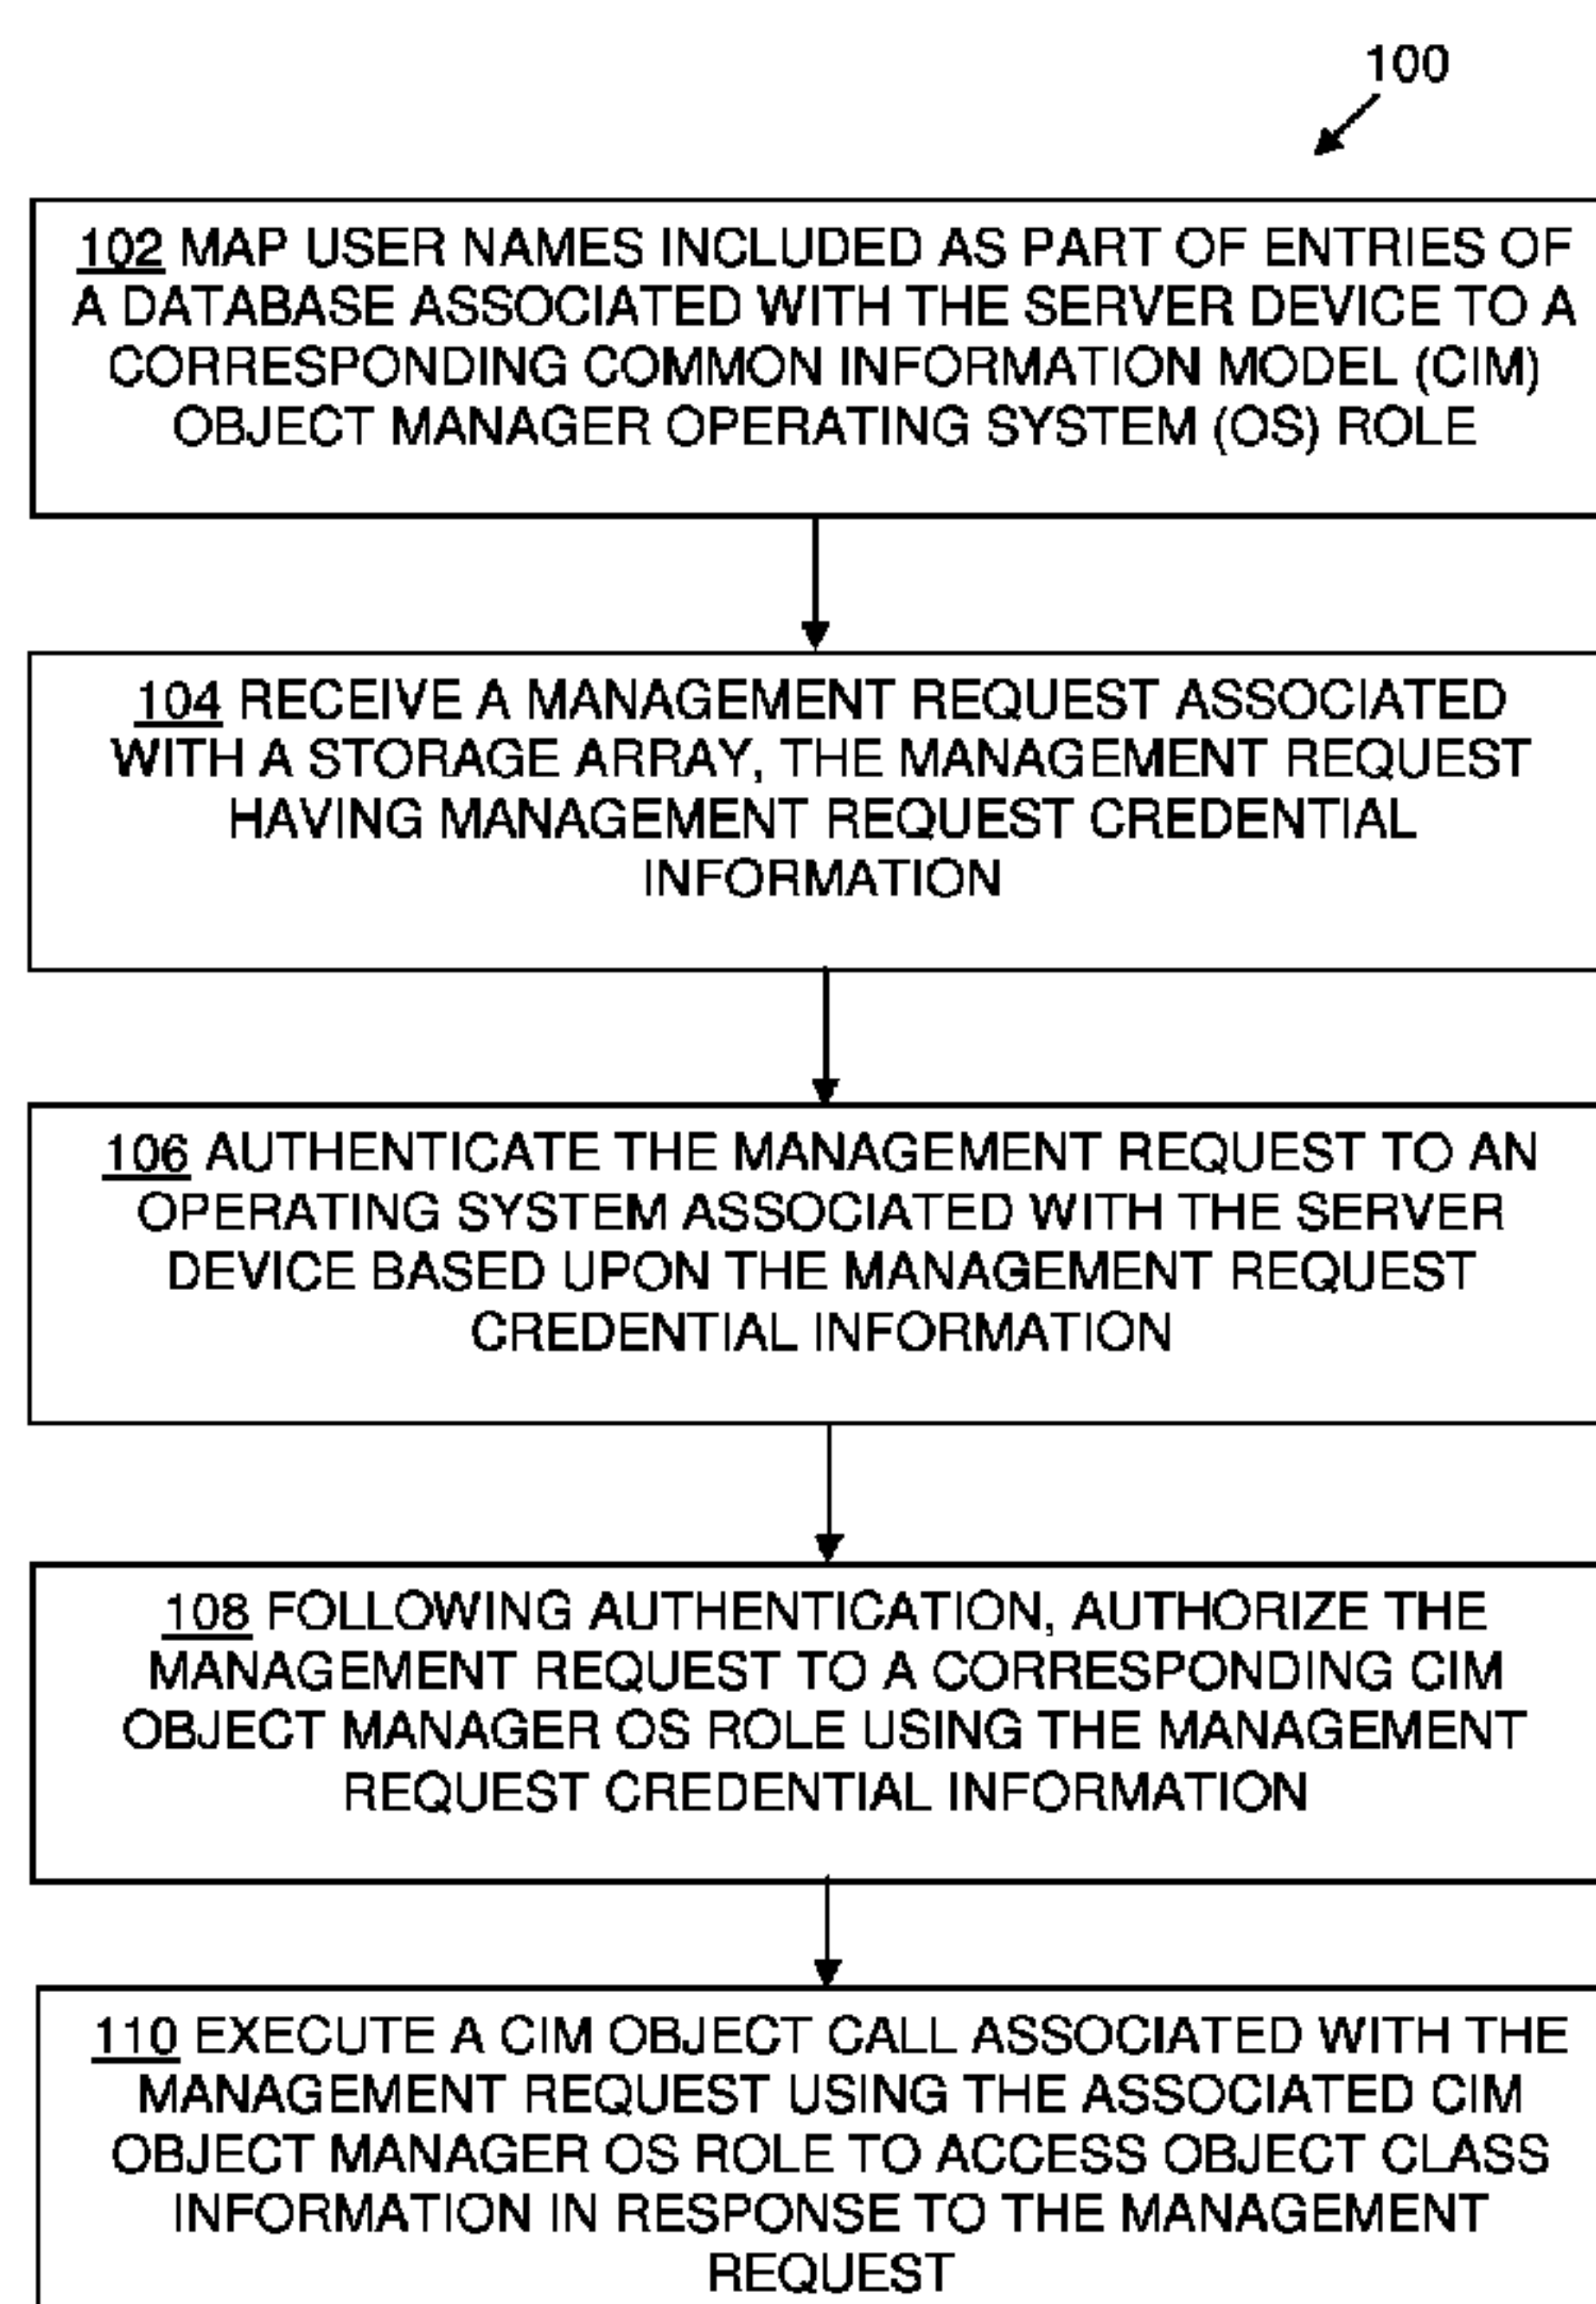 100
102 MAP USER NAMES INCLUDED AS PART OF ENTRIES OF
A DATABASE ASSOCIATED WITH THE SERVER DEVICE TO A
CORRESPONDING COMMON INFORMATION MODEL (CIM)
OBJECT MANAGER OPERATING SYSTEM (OS) ROLE
104 RECEIVE A MANAGEMENT REQUEST ASSOCIATED
WITH A STORAGE ARRAY, THE MANAGEMENT REQUEST
HAVING MANAGEMENT REQUEST CREDENTIAL
INFORMATION
106 AUTHENTICATE THE MANAGEMENT REQUEST TO AN
OPERATING SYSTEM ASSOCIATED WITH THE SERVER
DEVICE BASED UPON THE MANAGEMENT REQUEST
CREDENTIAL INFORMATION
108 FOLLOWING AUTHENTICATION, AUTHORIZE THE
MANAGEMENT REQUEST TO A CORRESPONDING CIM
OBJECT MANAGER OS ROLE USING THE MANAGEMENT
REQUEST CREDENTIAL INFORMATION
110 EXECUTE A CIM OBJECT CALL ASSOCIATED WITH THE
MANAGEMENT REQUEST USING THE ASSOCIATED CIM
OBJECT MANAGER OS ROLE TO ACCESS OBJECT CLASS
INFORMATION IN RESPONSE TO THE MANAGEMENT
REQUEST